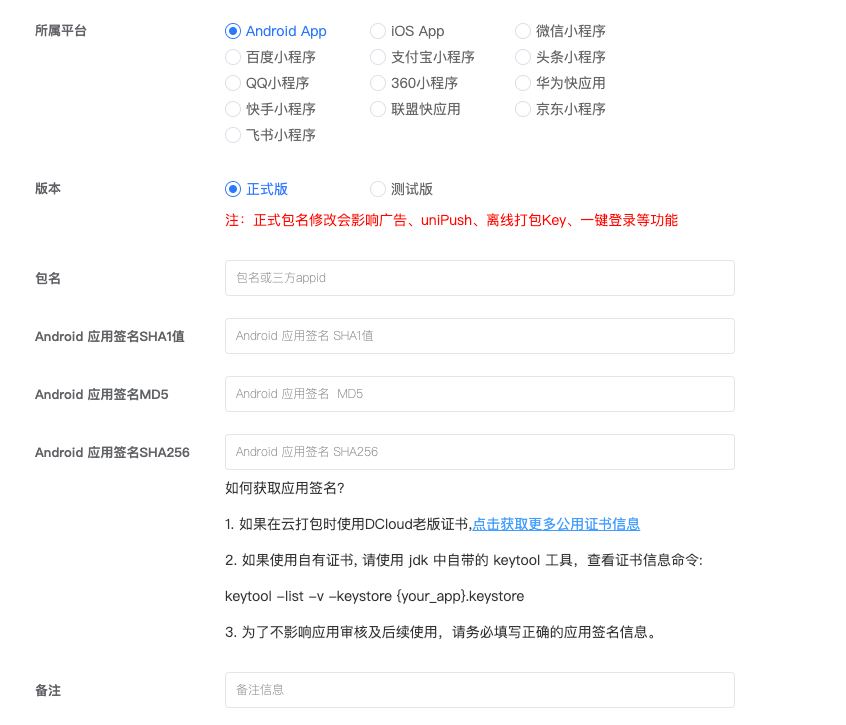 所属平台 Android App iOS App 微信小程序
百度小程序 支付宝小程序 头条小程序
QQ小程序 360小程序 华为快应用
快手小程序 联盟快应用 京东小程序
飞书小程序
版本 正式版 测试版
注：正式包名修改会影响广告、uniPush、离线打包Key、一键登录等功能
包名 包名或三方appid
Android 应用签名SHA1值 Android 应用签名 SHA1值
Android 应用签名MD5 Android 应用签名  MD5
Android 应用签名SHA256 Android 应用签名 SHA256
如何获取应用签名?
1. 如果在云打包时使用DCloud老版证书,点击获取更多公用证书信息
2. 如果使用自有证书, 请使用 jdk 中自带的 keytool 工具，查看证书信息命令:
keytool -list -v -keystore {your_app}.keystore
3. 为了不影响应用审核及后续使用，请务必填写正确的应用签名信息。
备注 备注信息